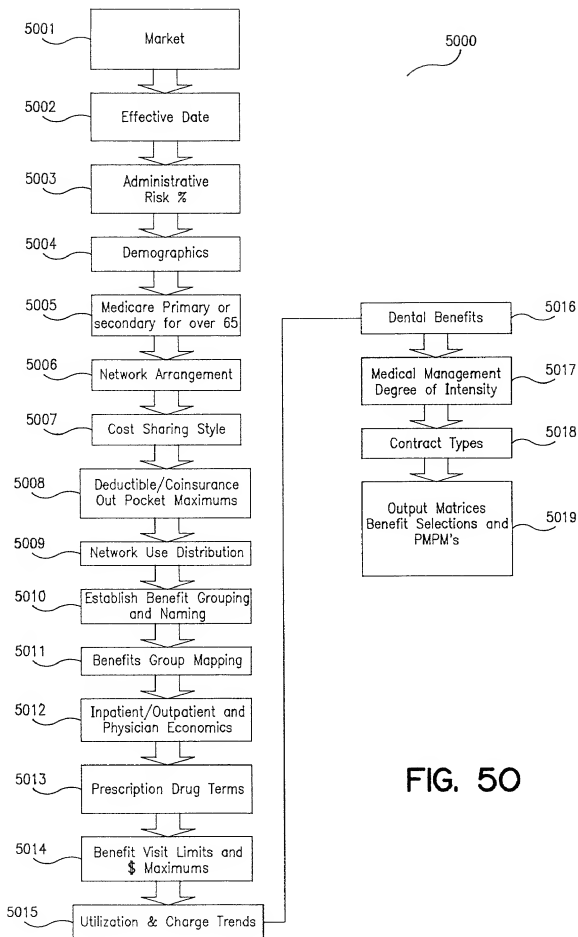 5001
Market
5000
5002
Effective Date
5003
Administrative
Risk %
5004
Demographics
5005
Medicare Primary or
secondary for over 65
5006
Network Arrangement
5007
Cost Sharing Style
5008
Deductible/Coinsurance
Out Pocket Maximums
5009
Network Use Distribution
5010
Establish Benefit Grouping
and Naming
5011
Benefits Group Mapping
5012
Inpatient/Outpatient and
Physician Economics
5013
Prescription Drug Terms
5014
Benefit Visit Limits and
$ Maximums
5015
Utilization & Charge Trends
Dental Benefits
5016
Medical Management
Degree of Intensity
5017
Contract Types
5018
Output Matrices
Benefit Selections and
PMPM's
5019
FIG. 50